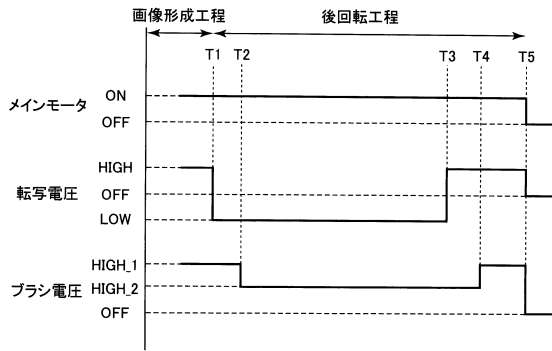 画像形成工程 後回転工程
T1 T2 T3 T4 T5
メインモータ ON
OFF
転写電圧 HIGH
OFF
LOW
ブラシ電圧 HIGH_1
HIGH_2
OFF